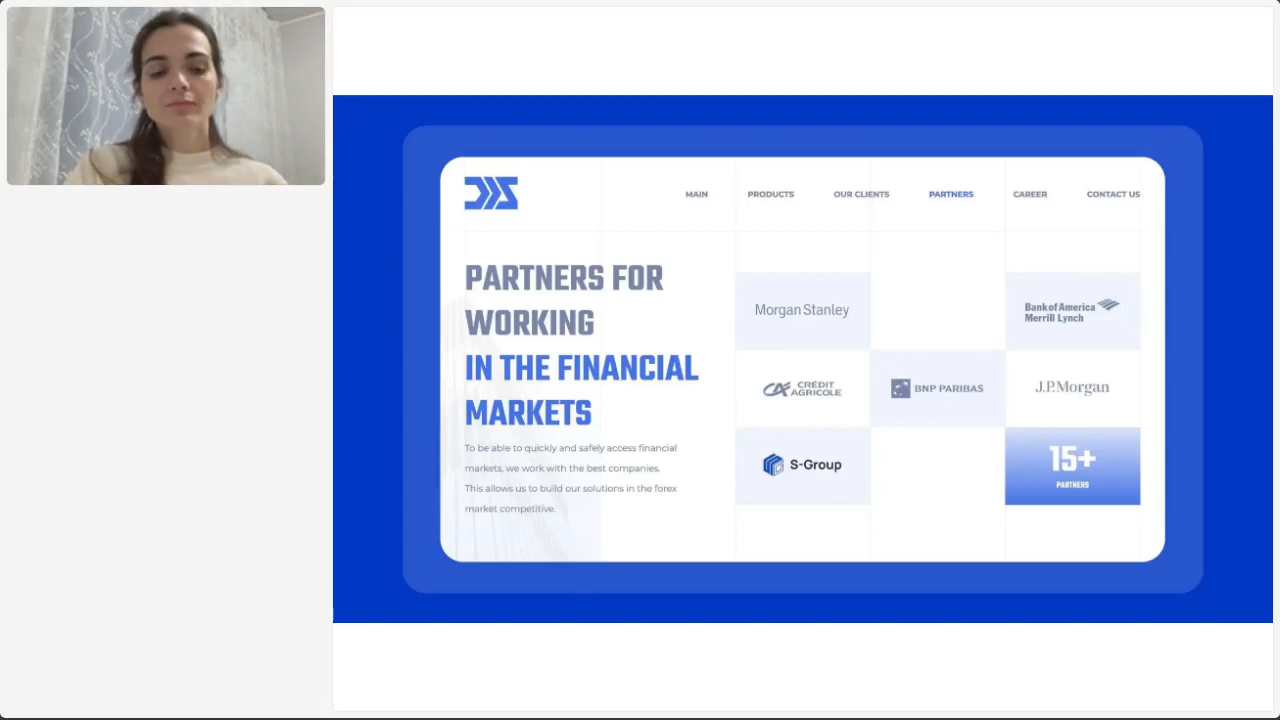 MAIN PRODUCTS OUR CLIENTS PARTNERS CAREER CONTACT US
PARTNERS FOR
WORKING
IN THE FINANCIAL
MARKETS
To be able to quickly and safely access financial
markets, we work with the best companies.
This allows us to build our solutions in the forex
market competitive.
Morgan Stanley
Bank of America
Merrill Lynch
CRÉDIT
AGRICOLE
BNP PARIBAS
J.P.Morgan
S-Group
15+
PARTNERS